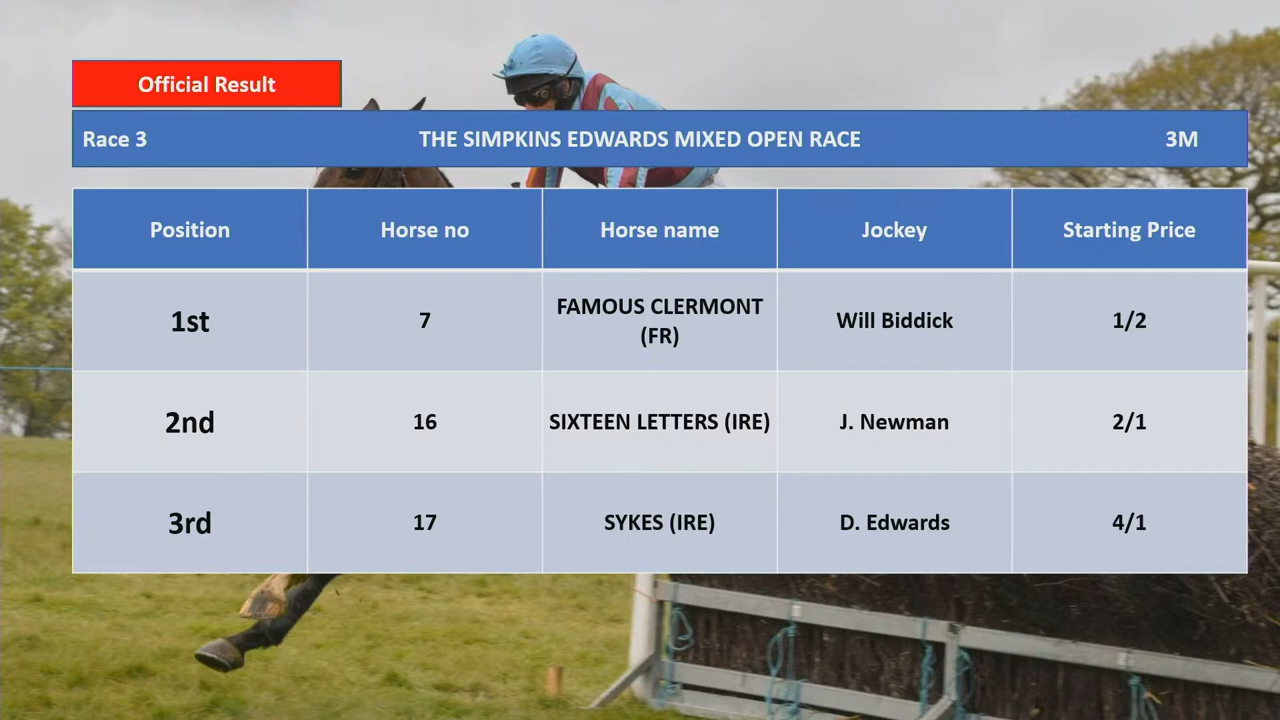 Official Result
Race 3 THE SIMPKINS EDWARDS MIXED OPEN RACE 3M
Position Horse no Horse name Jockey Starting Price
1st 7 FAMOUS CLERMONT (FR) Will Biddick 1/2
2nd 16 SIXTEEN LETTERS (IRE) J. Newman 2/1
3rd 17 SYKES (IRE) D. Edwards 4/1